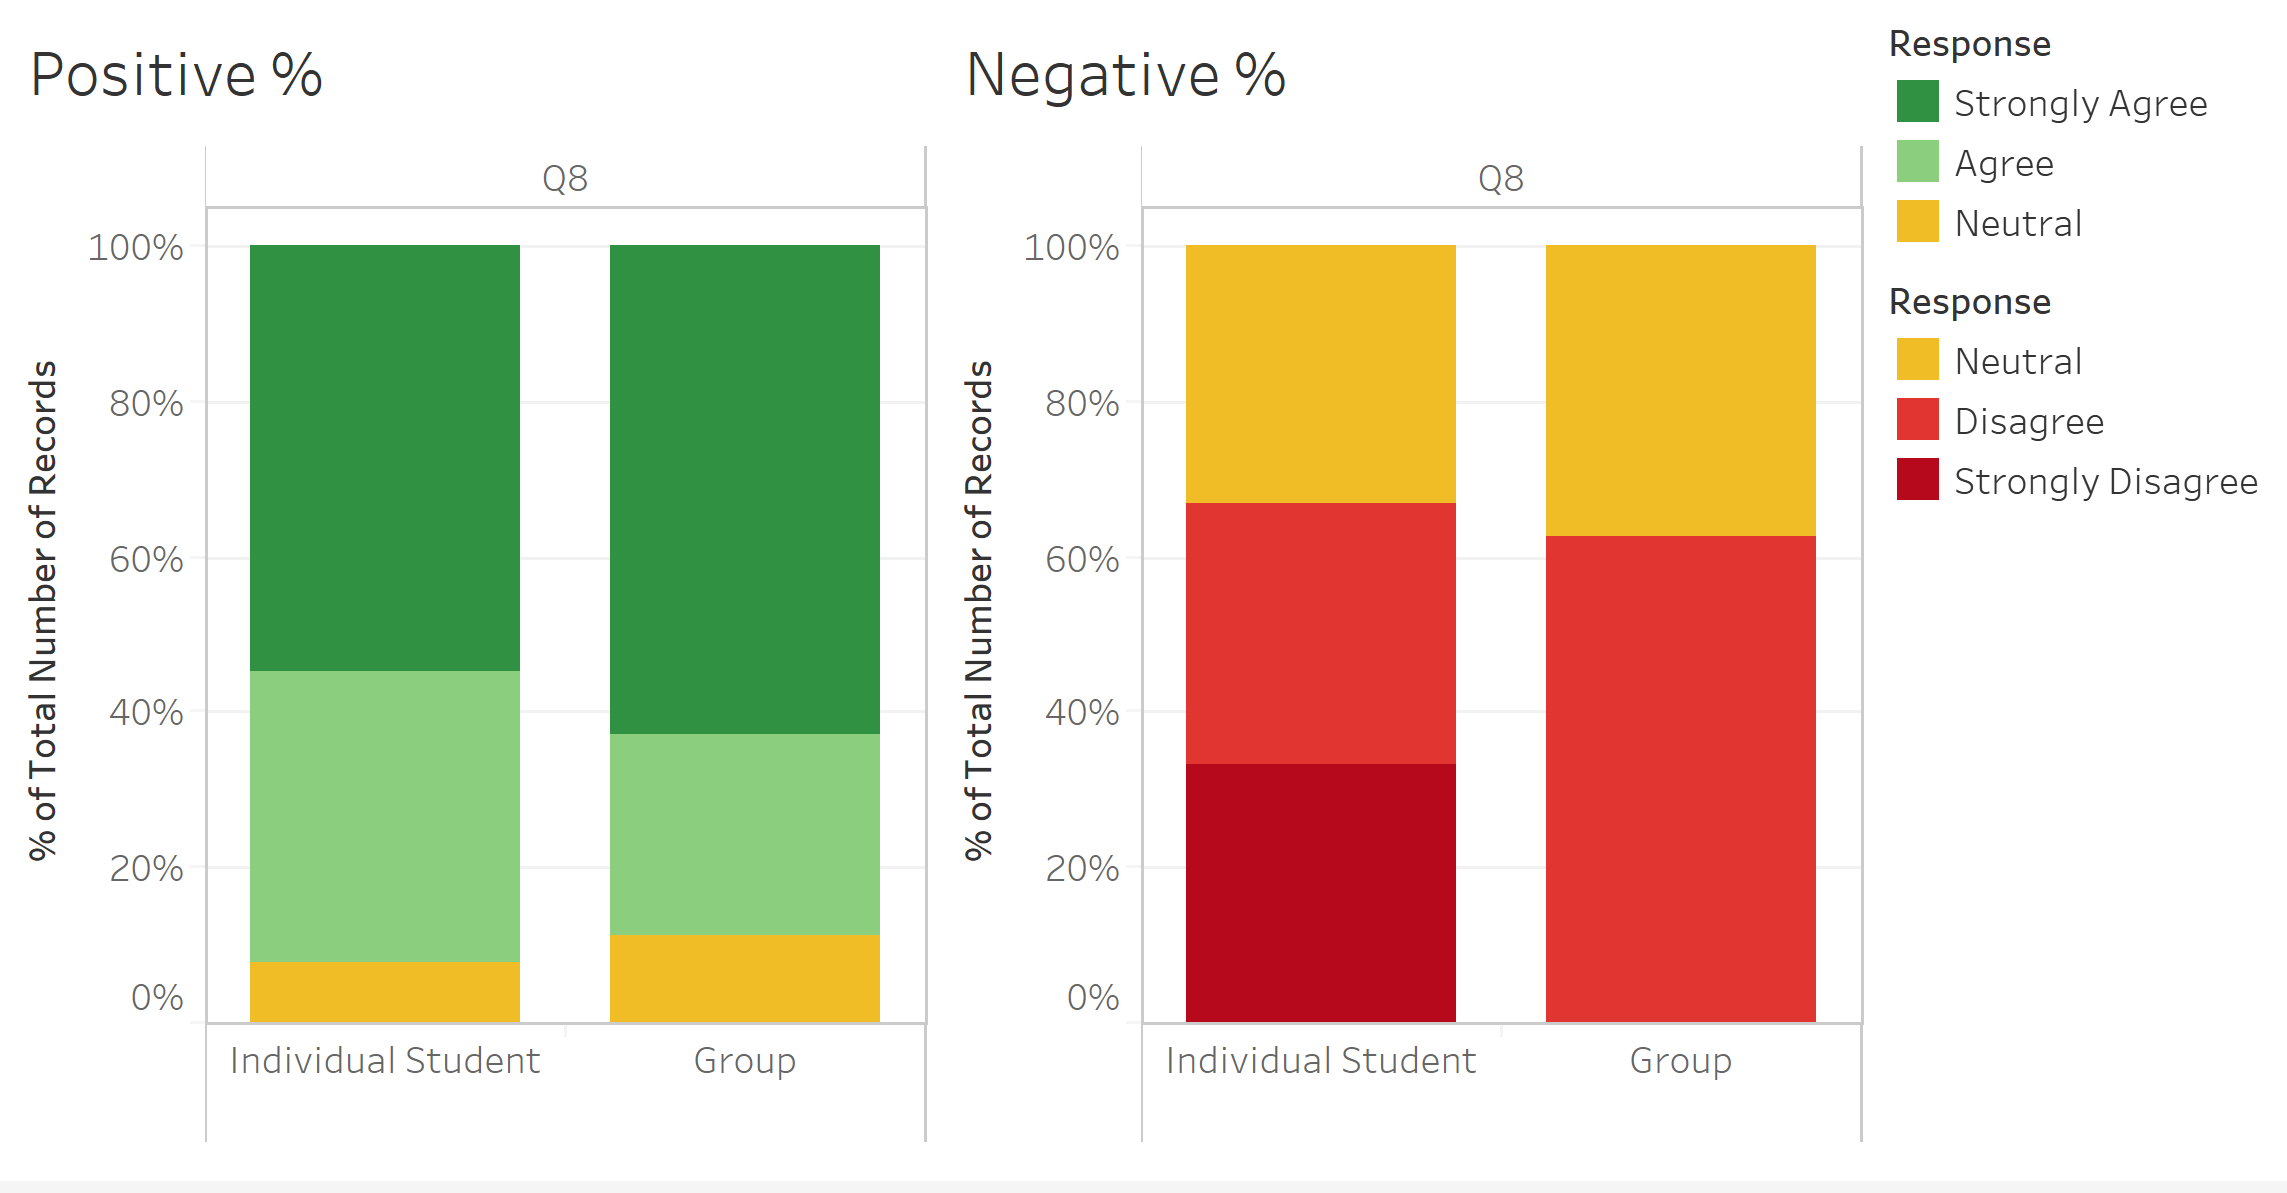 Positive %
Q8
100%
80%
60%
40%
20%
0%
% of Total Number of Records
Individual Student
Group
Negative %
Q8
100%
80%
60%
40%
20%
0%
% of Total Number of Records
Individual Student
Group
Response
Strongly Agree
Agree
Neutral
Response
Neutral
Disagree
Strongly Disagree